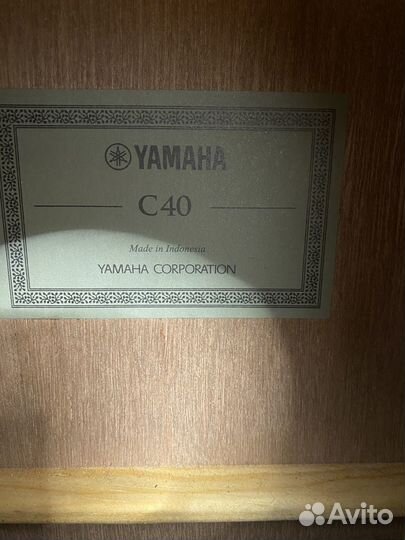 YAMAHA
C40
Made in Indonesia
YAMAHA CORPORATION
Avito